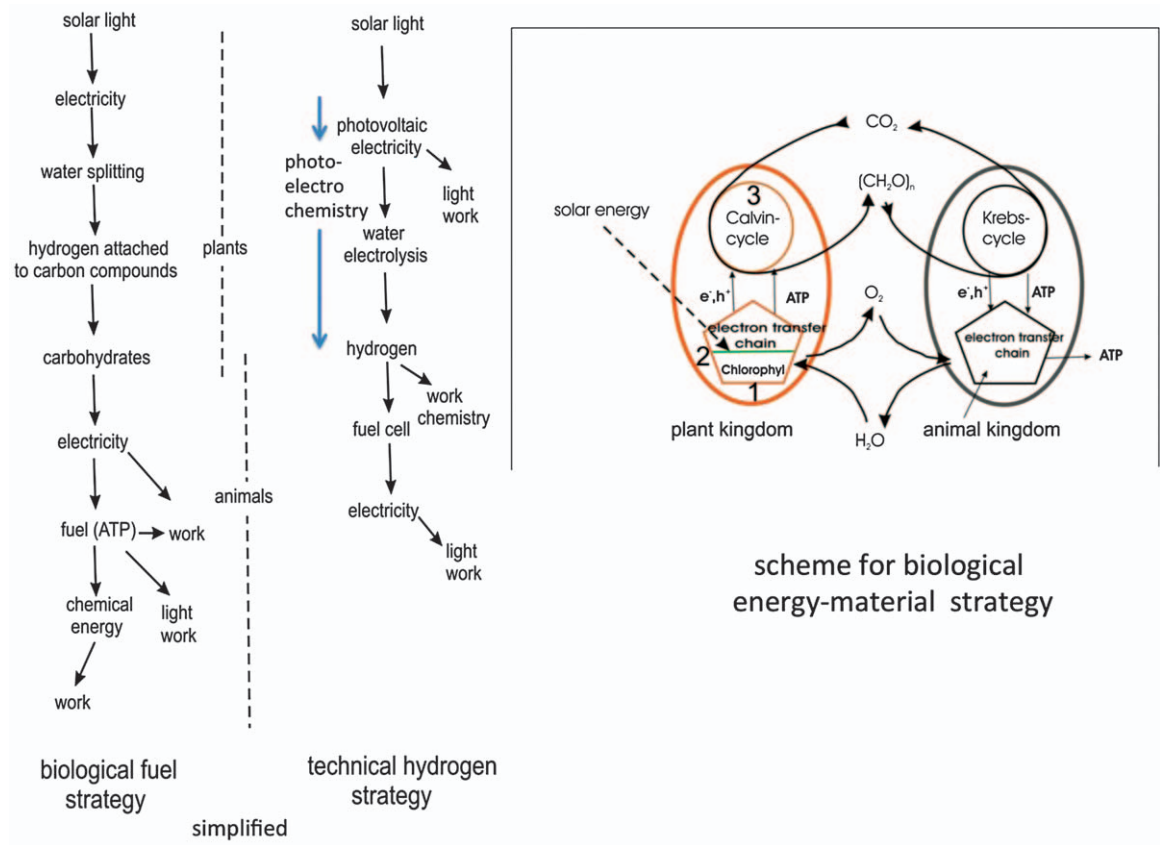 solar light
electricity
water splitting
hydrogen attached
to carbon compounds
carbohydrates
electricity
fuel (ATP)
work
chemical
energy
light
work
work
plants
animals
biological fuel
strategy
simplified
solar light
photovoltaic
electricity
light
work
photo-
electro
chemistry
water
electrolysis
hydrogen
work
chemistry
fuel cell
electricity
light
work
technical hydrogen
strategy
CO₂
(CH₂O)ₙ
solar energy
3
Calvin-
cycle
Krebs-
cycle
e⁻,h⁺
ATP
O₂
e⁻,h⁺
ATP
electron transfer
chain
2
Chlorophyl
1
electron transfer
chain
ATP
plant kingdom
H₂O
animal kingdom
scheme for biological
energy-material strategy